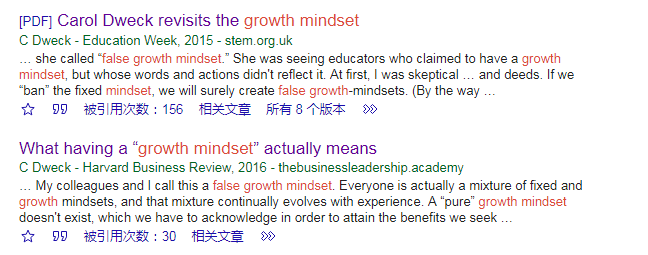 [PDF] Carol Dweck revisits the growth mindset
C Dweck - Education Week, 2015 - stem.org.uk
… she called “false growth mindset.” She was seeing educators who claimed to have a growth
mindset, but whose words and actions didn't reflect it. At first, I was skeptical … and deeds. If we
“ban” the fixed mindset, we will surely create false growth-mindsets. (By the way …
被引用次数：156 相关文章 所有 8 个版本
What having a “growth mindset” actually means
C Dweck - Harvard Business Review, 2016 - thebusinessleadership.academy
… My colleagues and I call this a false growth mindset. Everyone is actually a mixture of fixed and
growth mindsets, and that mixture continually evolves with experience. A “pure” growth mindset
doesn't exist, which we have to acknowledge in order to attain the benefits we seek …
被引用次数：30 相关文章